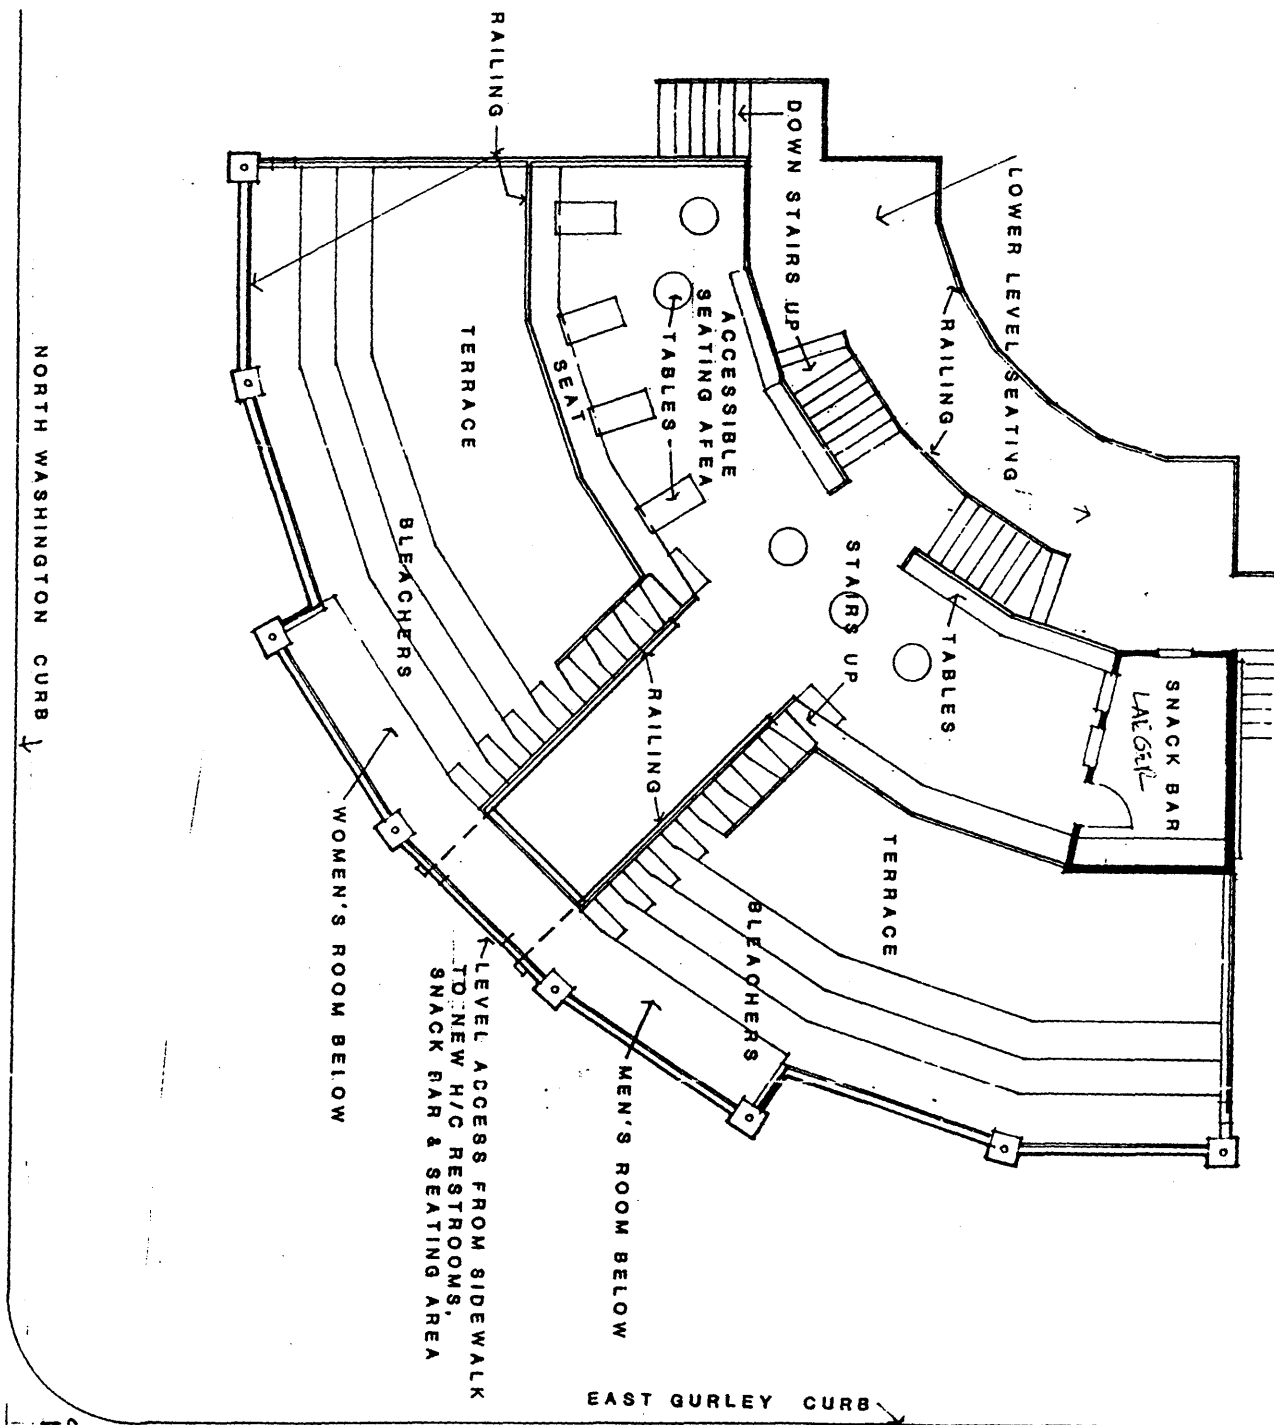 RAILING
DOWN STAIRS UP
LOWER LEVEL SEATING
RAILING
ACCESSIBLE
SEATING AFEA
TABLES
TERRACE
SEAT
BLEACHERS
NORTH WASHINGTON CURB
STAIRS UP
TABLES
SNACK BAR
LARGER
RAILING
RAILING
TERRACE
BLEACHERS
WOMEN'S ROOM BELOW
MEN'S ROOM BELOW
LEVEL ACCESS FROM SIDEWALK
TO NEW H/C RESTROOMS,
SNACK BAR & SEATING AREA
EAST GURLEY CURB